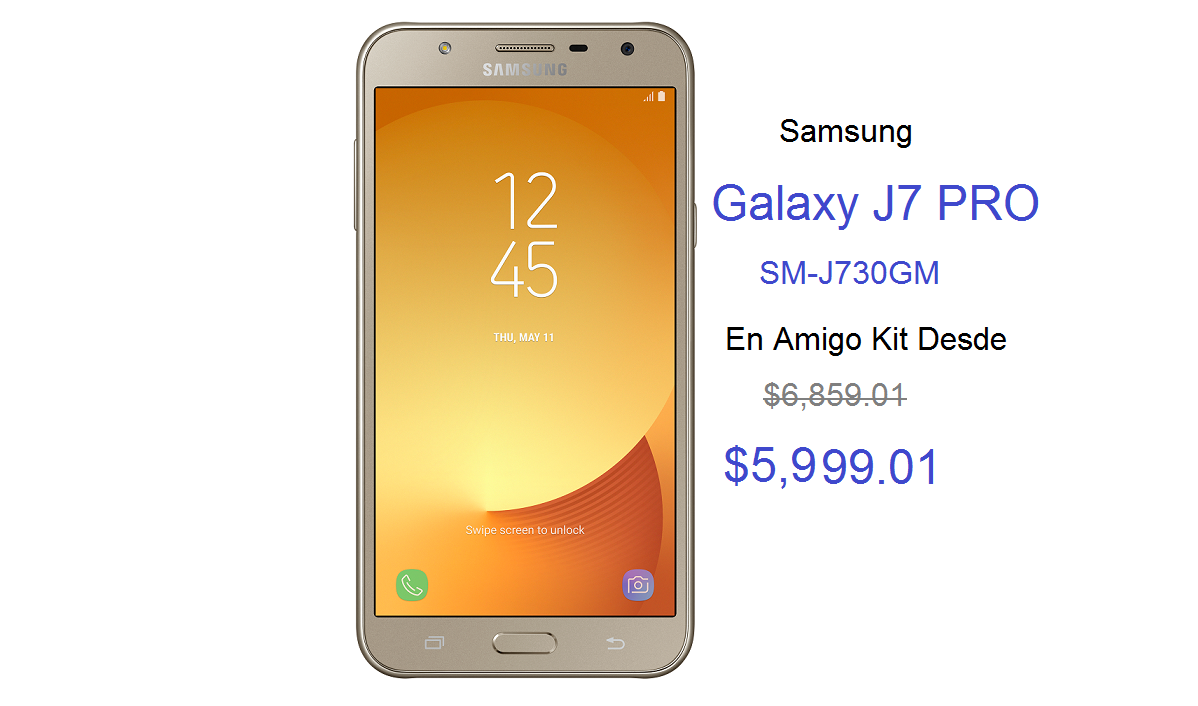 SAMSUNG
12
45
THU, MAY 11
Swipe screen to unlock
Samsung
Galaxy J7 PRO
SM-J730GM
En Amigo Kit Desde
$6,859.01
$5,999.01